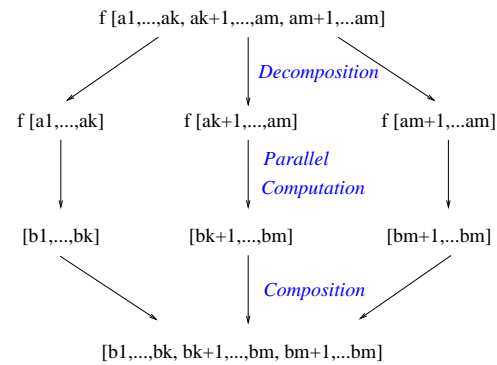 f [a1,...,ak, ak+1,...,am, am+1,...am]
Decomposition
f [a1,...,ak] f [ak+1,...,am] f [am+1,...am]
Parallel
Computation
[b1,...,bk] [bk+1,...,bm] [bm+1,...bm]
Composition
[b1,...,bk, bk+1,...,bm, bm+1,...bm]